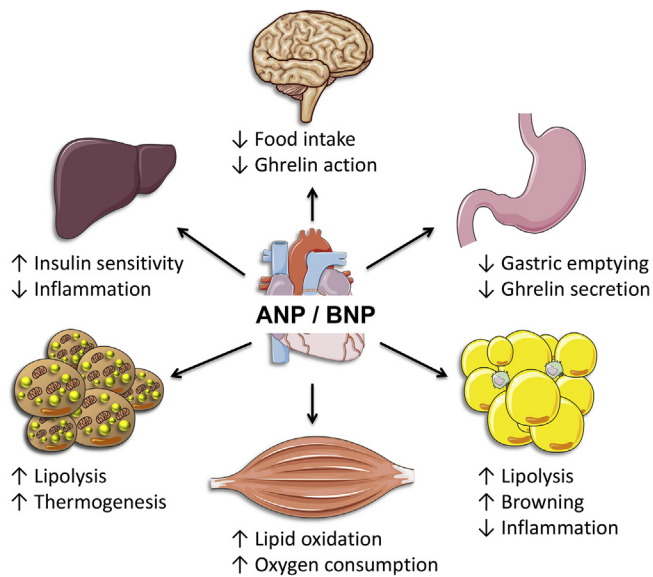 ↓ Food intake
↓ Ghrelin action
↑ Insulin sensitivity
↓ Inflammation
↓ Gastric emptying
↓ Ghrelin secretion
ANP / BNP
↑ Lipolysis
↑ Thermogenesis
↑ Lipid oxidation
↑ Oxygen consumption
↑ Lipolysis
↑ Browning
↓ Inflammation